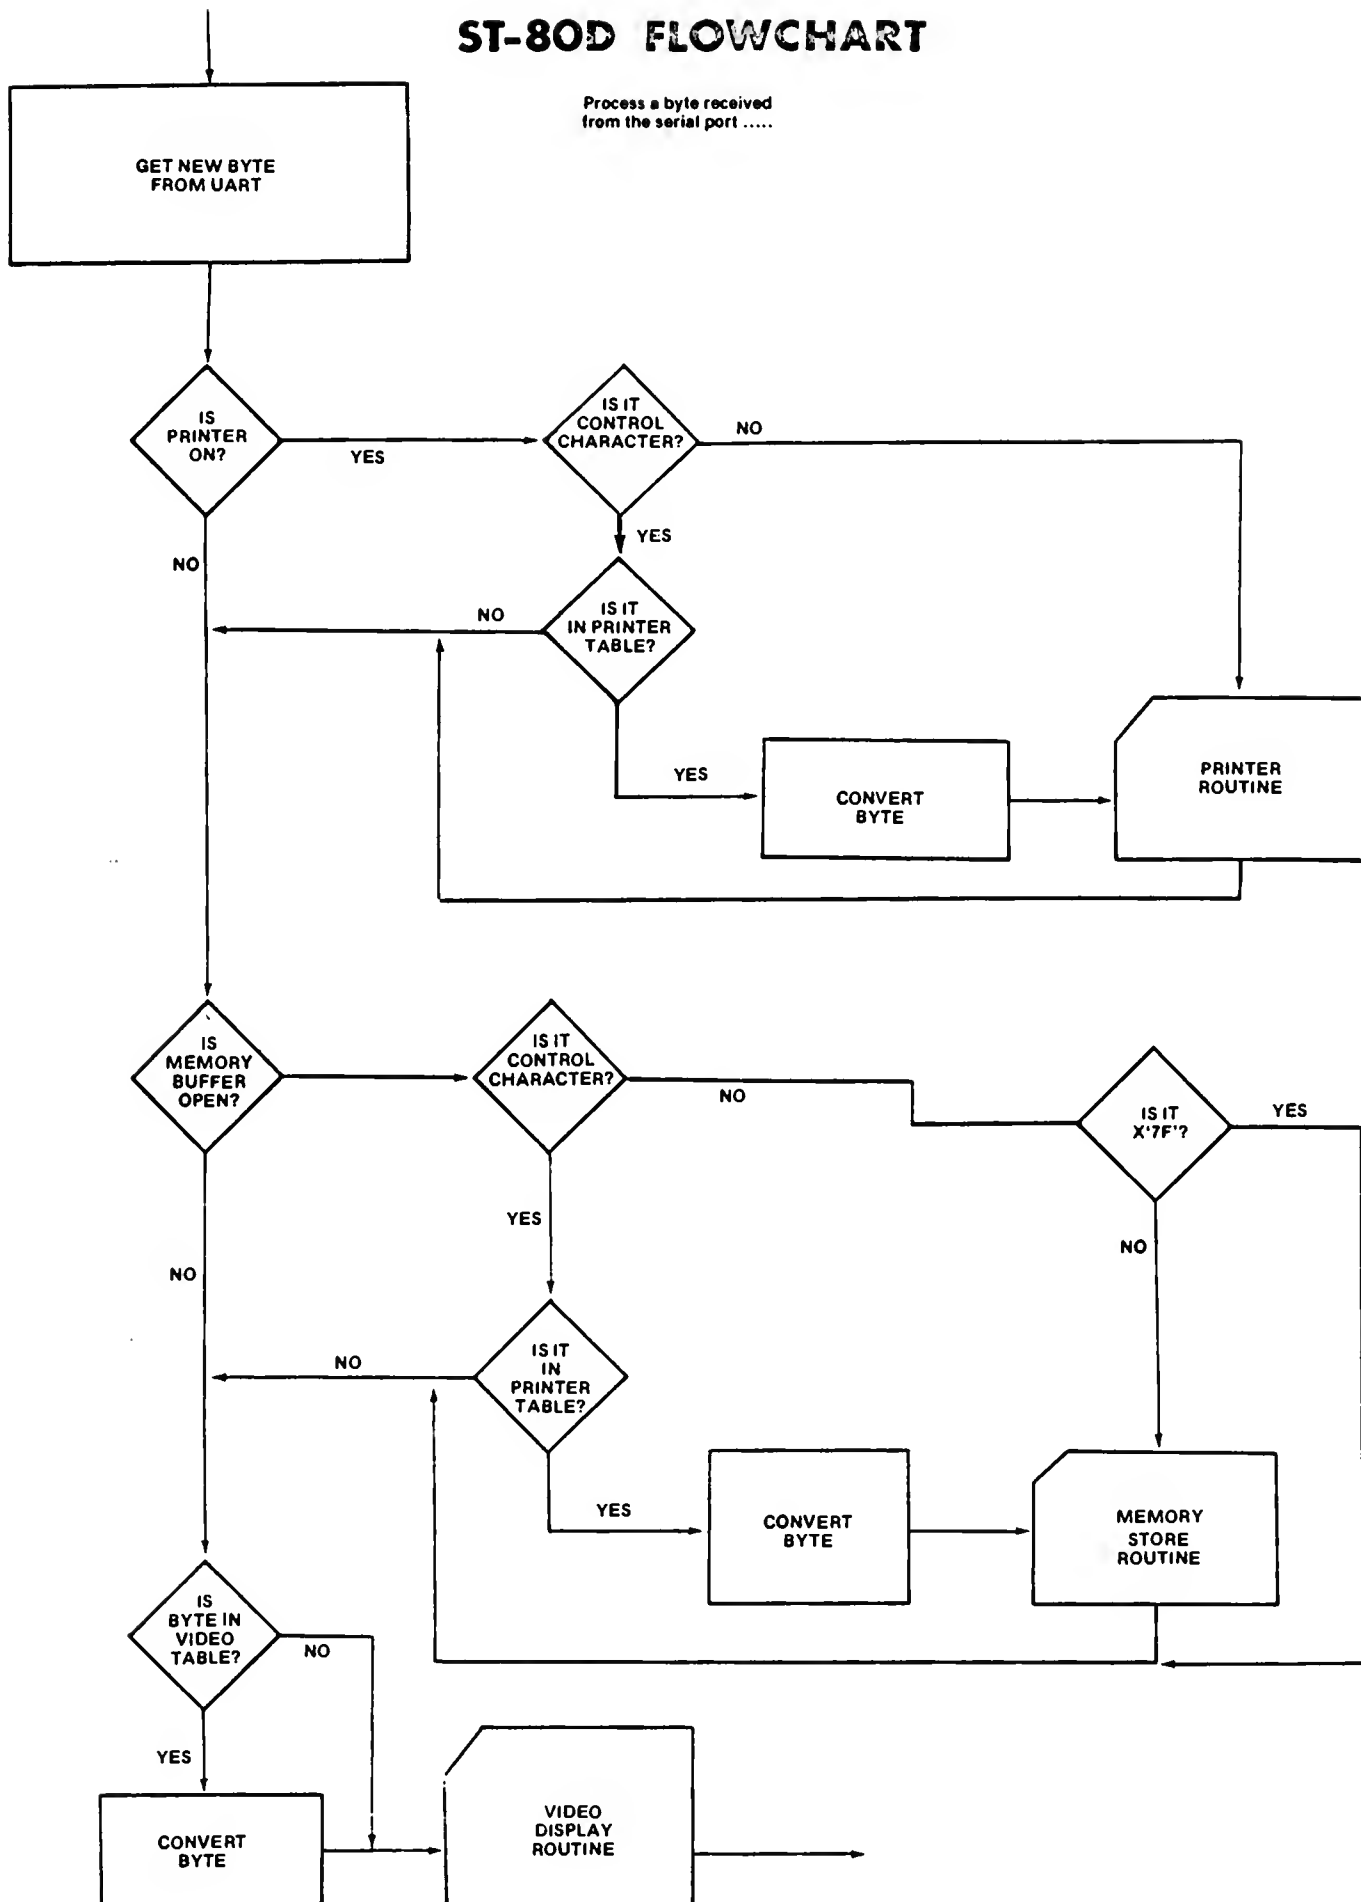 ST-80D FLOWCHART
Process a byte received
from the serial port .....
GET NEW BYTE
FROM UART
IS
PRINTER
ON?
YES
NO
IS IT
CONTROL
CHARACTER?
NO
YES
IS IT
IN PRINTER
TABLE?
NO
YES
CONVERT
BYTE
PRINTER
ROUTINE
IS
MEMORY
BUFFER
OPEN?
NO
IS IT
CONTROL
CHARACTER?
NO
YES
IS IT
X'7F'?
YES
NO
IS IT
IN
PRINTER
TABLE?
NO
YES
CONVERT
BYTE
MEMORY
STORE
ROUTINE
IS
BYTE IN
VIDEO
TABLE?
NO
YES
CONVERT
BYTE
VIDEO
DISPLAY
ROUTINE